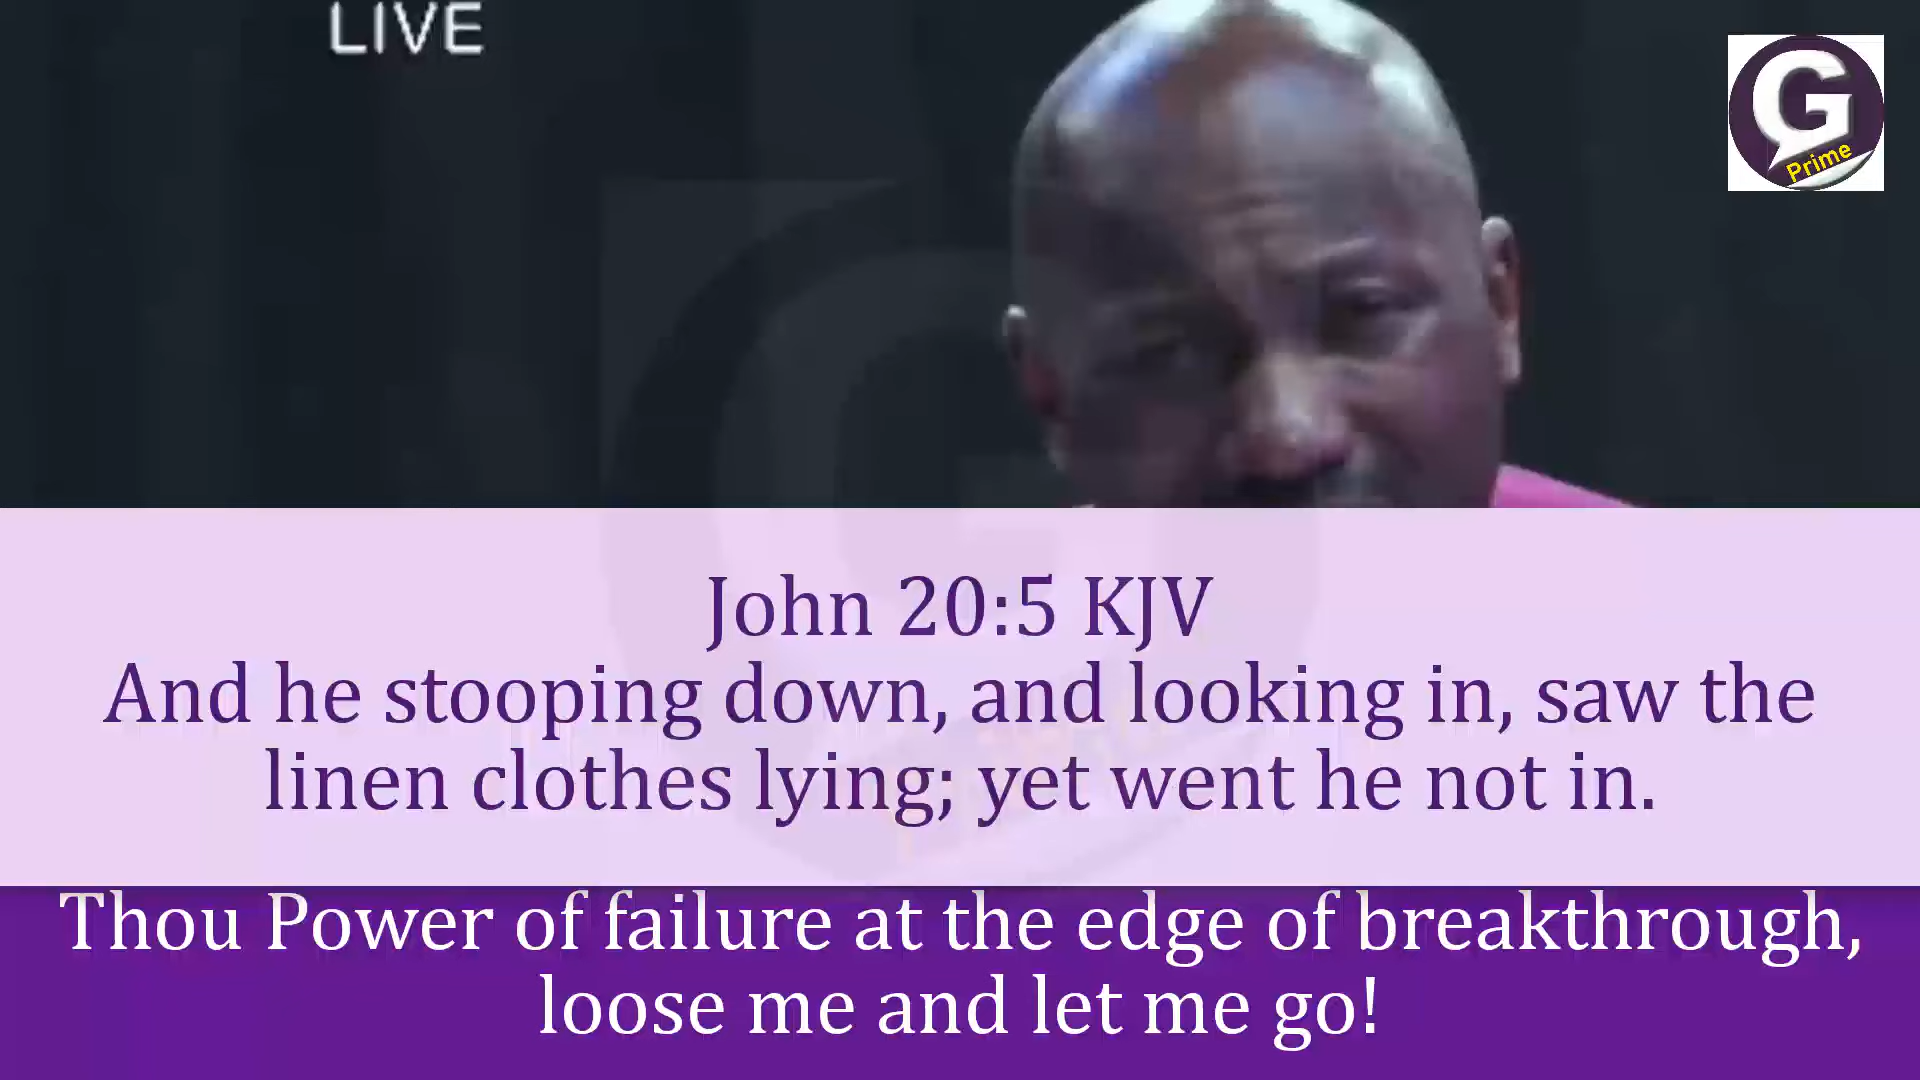 LIVE
G
Prime
John 20:5 KJV
And he stooping down, and looking in, saw the
linen clothes lying; yet went he not in.
Thou Power of failure at the edge of breakthrough,
loose me and let me go!